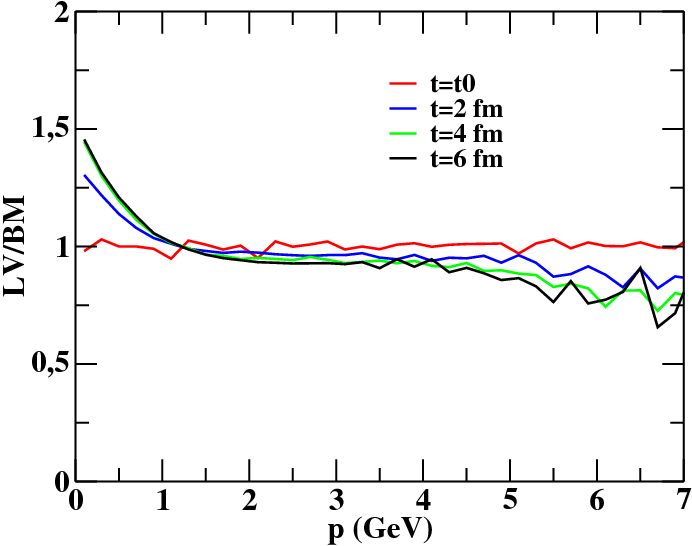 2
1,5
1
0,5
0
LV/BM
t=t0
t=2 fm
t=4 fm
t=6 fm
0 1 2 3 4 5 6 7
p (GeV)